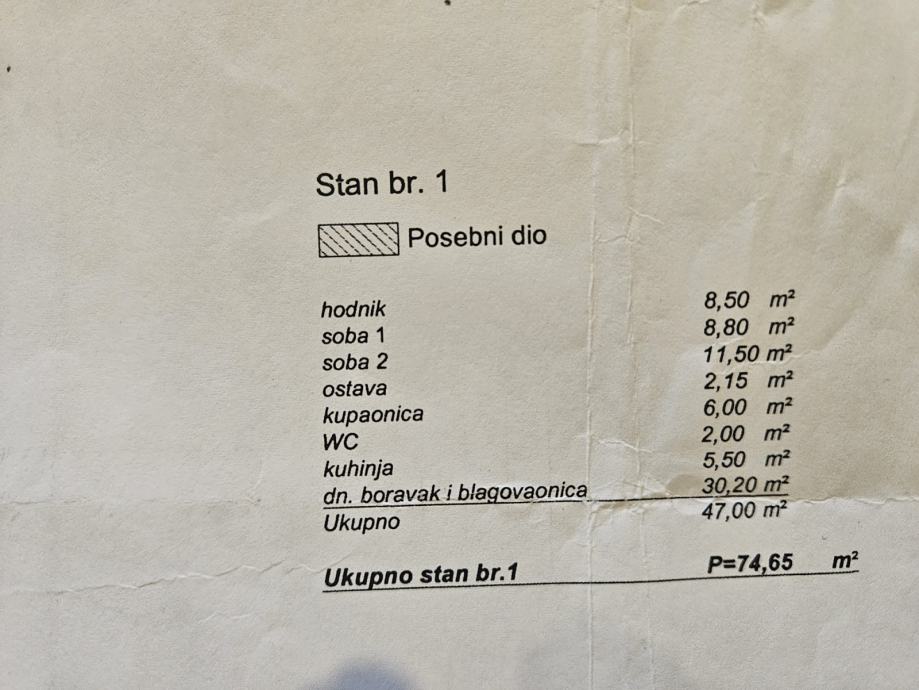 Stan br. 1
Posebni dio
hodnik 8,50 m²
soba 1 8,80 m²
soba 2 11,50 m²
ostava 2,15 m²
kupaonica 6,00 m²
WC 2,00 m²
kuhinja 5,50 m²
dn. boravak i blagovaonica 30,20 m²
Ukupno 47,00 m²
Ukupno stan br.1 P=74,65 m²